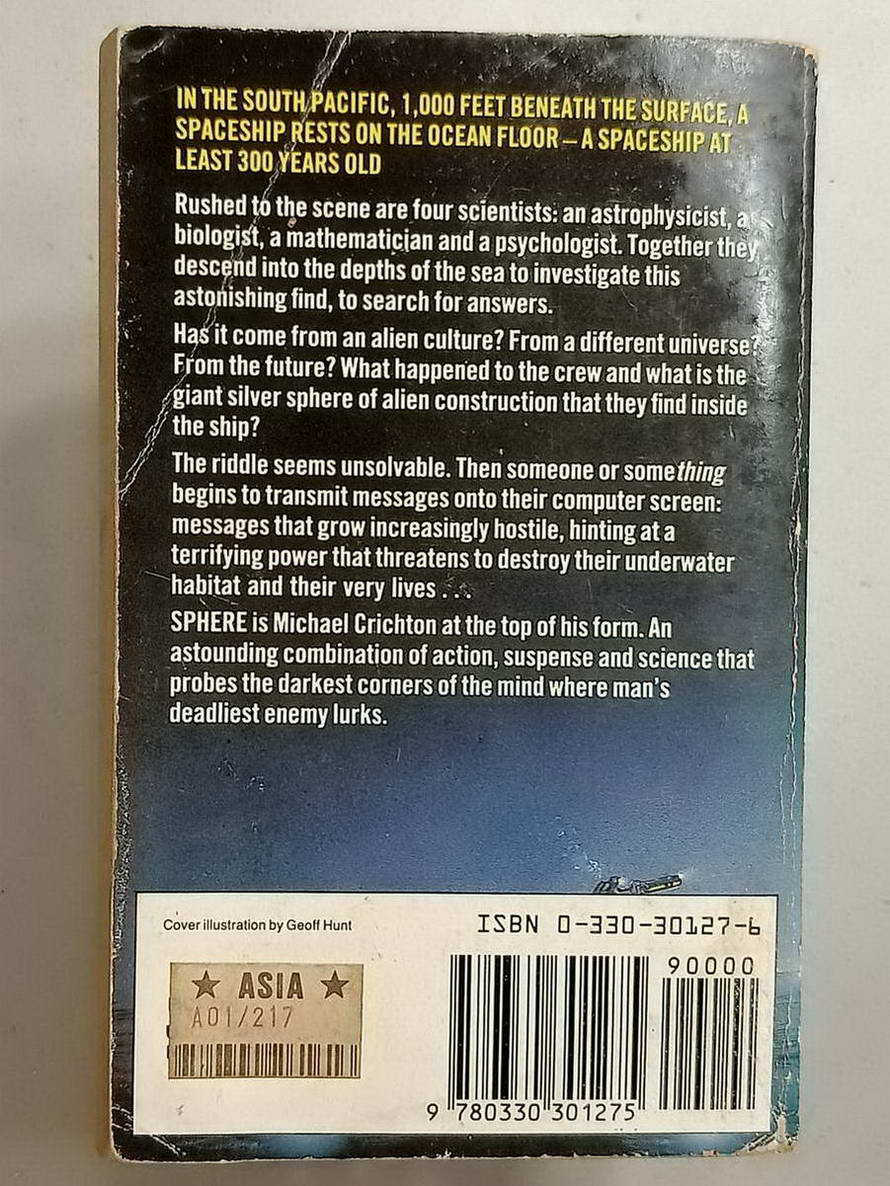 IN THE SOUTH PACIFIC, 1,000 FEET BENEATH THE SURFACE, A
SPACESHIP RESTS ON THE OCEAN FLOOR – A SPACESHIP AT
LEAST 300 YEARS OLD
Rushed to the scene are four scientists: an astrophysicist, a
biologist, a mathematician and a psychologist. Together they
descend into the depths of the sea to investigate this
astonishing find, to search for answers.
Has it come from an alien culture? From a different universe?
From the future? What happened to the crew and what is the
giant silver sphere of alien construction that they find inside
the ship?
The riddle seems unsolvable. Then someone or something
begins to transmit messages onto their computer screen:
messages that grow increasingly hostile, hinting at a
terrifying power that threatens to destroy their underwater
habitat and their very lives . . .
SPHERE is Michael Crichton at the top of his form. An
astounding combination of action, suspense and science that
probes the darkest corners of the mind where man's
deadliest enemy lurks.
Cover illustration by Geoff Hunt
ISBN 0-330-30127-6
90000
★ ASIA ★
A01/217
9 780330 301275